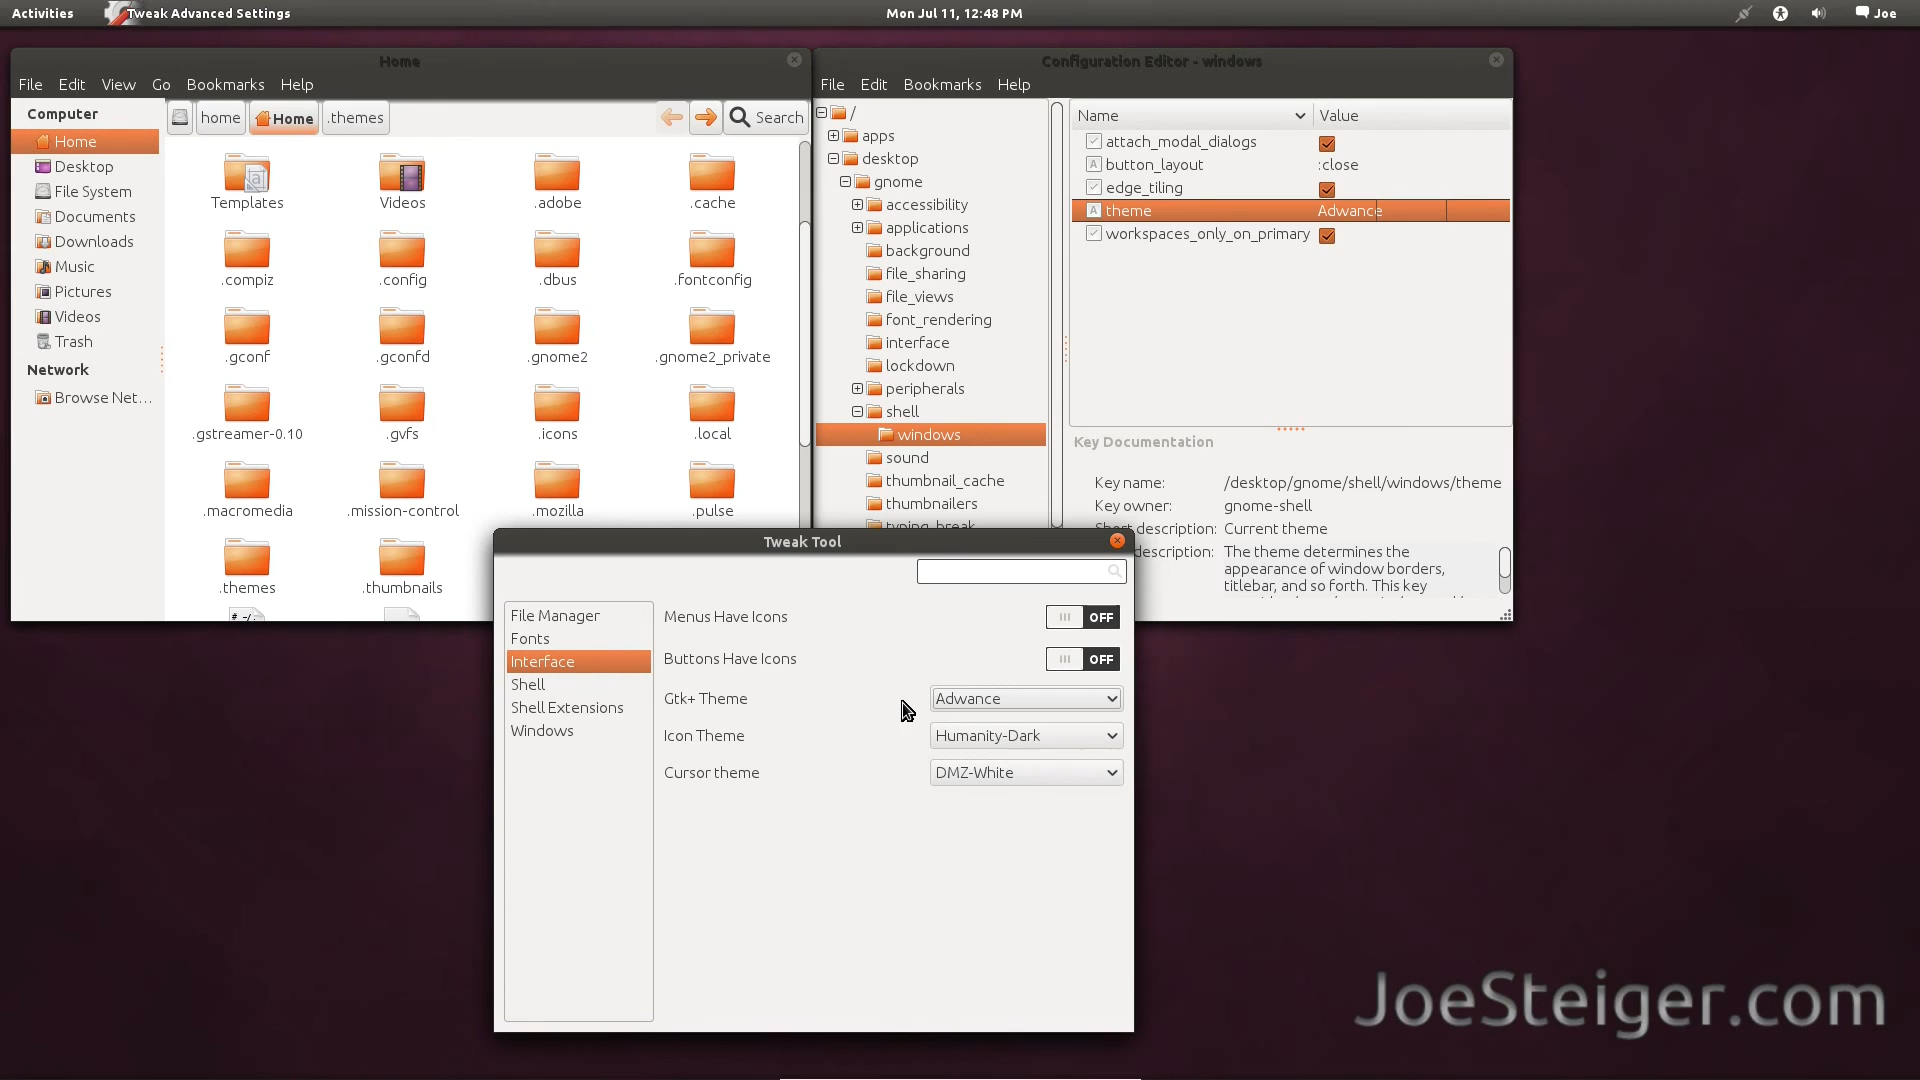 Activities
Tweak Advanced Settings
Mon Jul 11, 12:48 PM
Joe
Home
File Edit View Go Bookmarks Help
Computer
Home
Desktop
File System
Documents
Downloads
Music
Pictures
Videos
Trash
Network
Browse Net...
home
Home
.themes
Search
Templates
Videos
.adobe
.cache
.compiz
.config
.dbus
.fontconfig
.gconf
.gconfd
.gnome2
.gnome2_private
.gstreamer-0.10
.gvfs
.icons
.local
.macromedia
.mission-control
.mozilla
.pulse
.themes
.thumbnails
Configuration Editor - windows
File Edit Bookmarks Help
/
apps
desktop
gnome
accessibility
applications
background
file_sharing
file_views
font_rendering
interface
lockdown
peripherals
shell
windows
sound
thumbnail_cache
thumbnailers
typing_break
Name Value
attach_modal_dialogs
button_layout :close
edge_tiling
theme Adwance
workspaces_only_on_primary
Key Documentation
Key name: /desktop/gnome/shell/windows/theme
Key owner: gnome-shell
Short description: Current theme
description: The theme determines the
appearance of window borders,
titlebar, and so forth. This key
Tweak Tool
File Manager
Fonts
Interface
Shell
Shell Extensions
Windows
Menus Have Icons OFF
Buttons Have Icons OFF
Gtk+ Theme Adwance
Icon Theme Humanity-Dark
Cursor theme DMZ-White
JoeSteiger.com